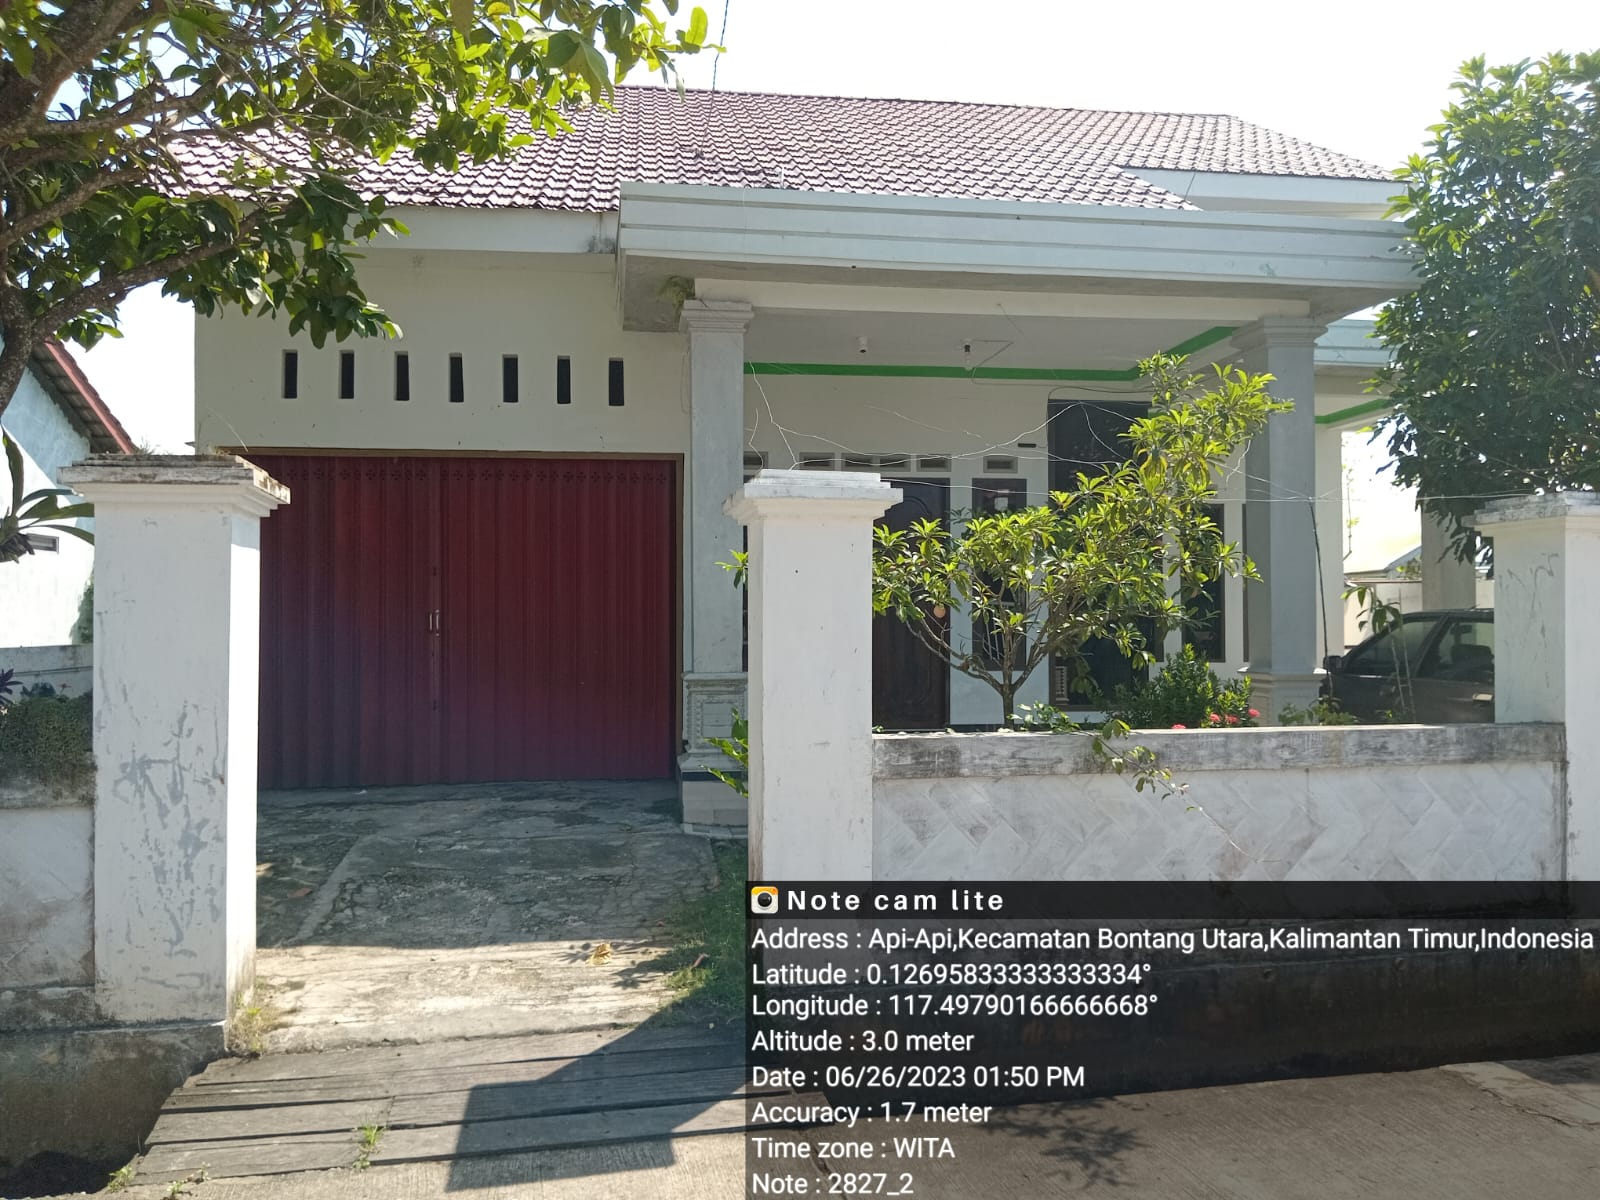 Note cam lite
Address : Api-Api,Kecamatan Bontang Utara,Kalimantan Timur,Indonesia
Latitude : 0.12695833333333334°
Longitude : 117.49790166666668°
Altitude : 3.0 meter
Date : 06/26/2023 01:50 PM
Accuracy : 1.7 meter
Time zone : WITA
Note : 2827_2